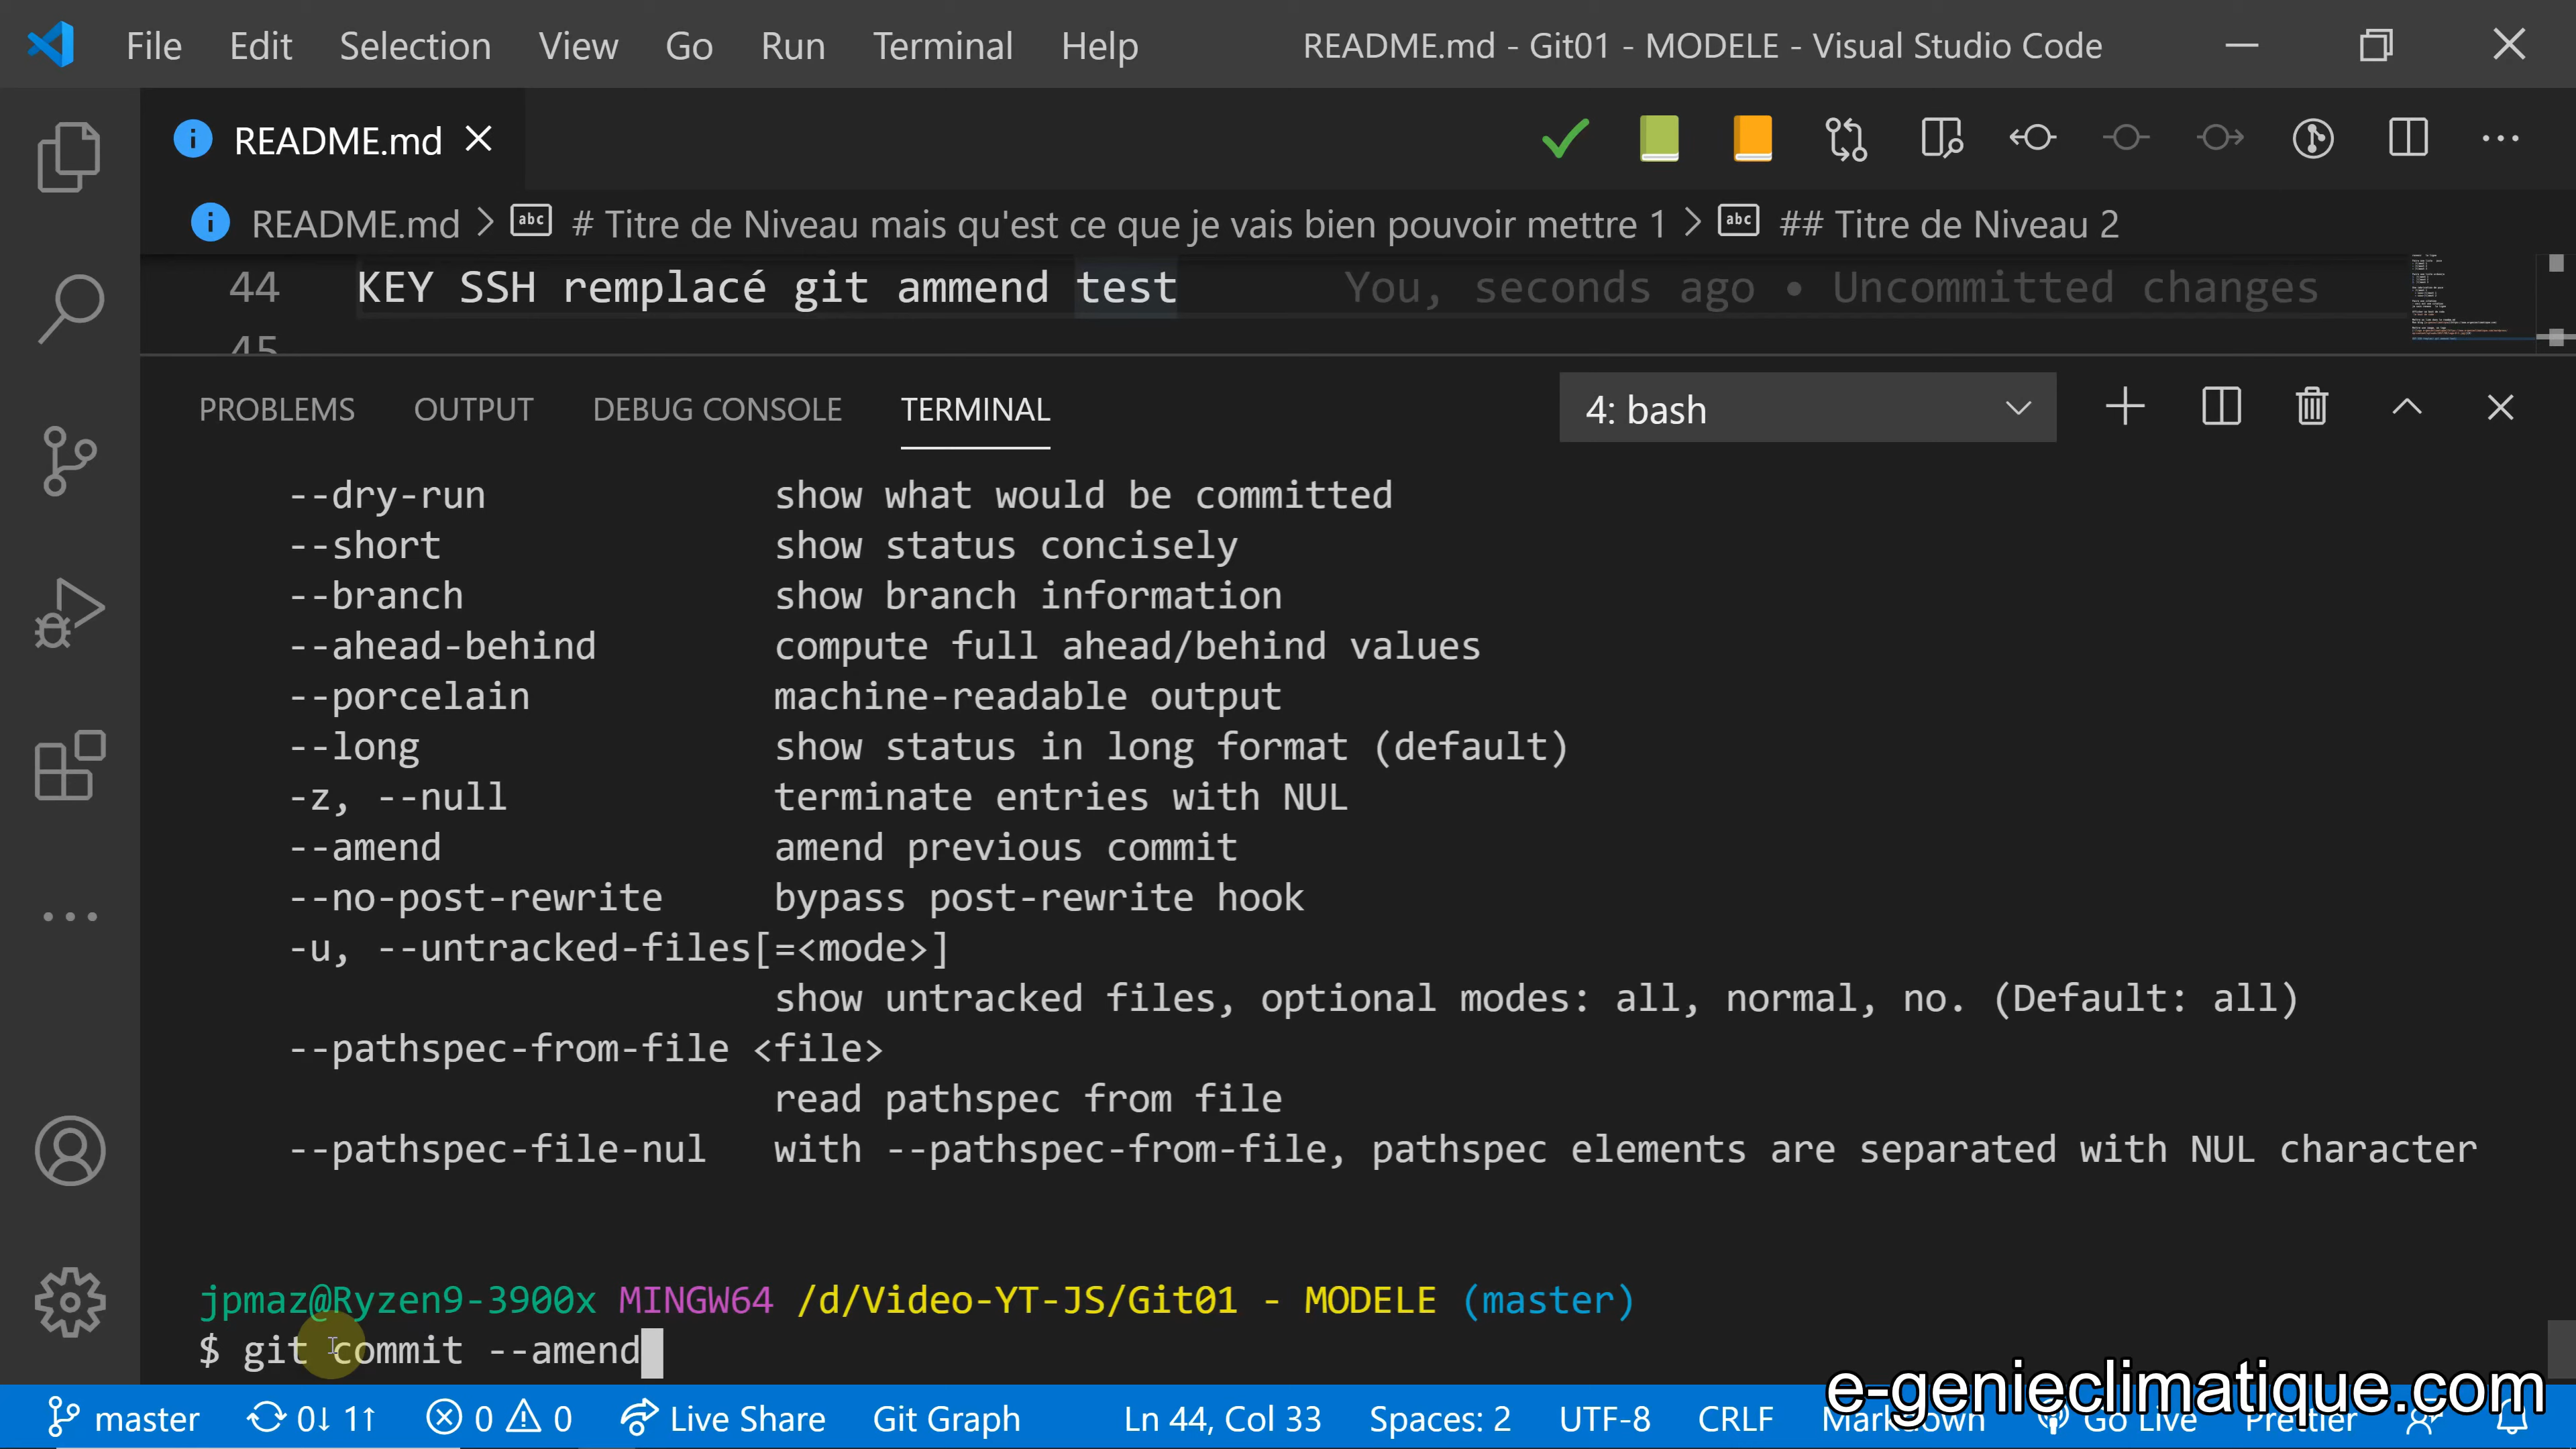 File Edit Selection View Go Run Terminal Help README.md - Git01 - MODELE - Visual Studio Code
README.md
README.md > # Titre de Niveau mais qu'est ce que je vais bien pouvoir mettre 1 > ## Titre de Niveau 2
44 KEY SSH remplacé git ammend test You, seconds ago • Uncommitted changes
45
PROBLEMS OUTPUT DEBUG CONSOLE TERMINAL 4: bash
--dry-run show what would be committed
--short show status concisely
--branch show branch information
--ahead-behind compute full ahead/behind values
--porcelain machine-readable output
--long show status in long format (default)
-z, --null terminate entries with NUL
--amend amend previous commit
--no-post-rewrite bypass post-rewrite hook
-u, --untracked-files[=<mode>]
show untracked files, optional modes: all, normal, no. (Default: all)
--pathspec-from-file <file>
read pathspec from file
--pathspec-file-nul with --pathspec-from-file, pathspec elements are separated with NUL character
jpmaz@Ryzen9-3900x MINGW64 /d/Video-YT-JS/Git01 - MODELE (master)
$ git commit --amend
e-genieclimatique.com
master 0↓ 1↑ 0 0 Live Share Git Graph Ln 44, Col 33 Spaces: 2 UTF-8 CRLF Markdown Go Live Prettier